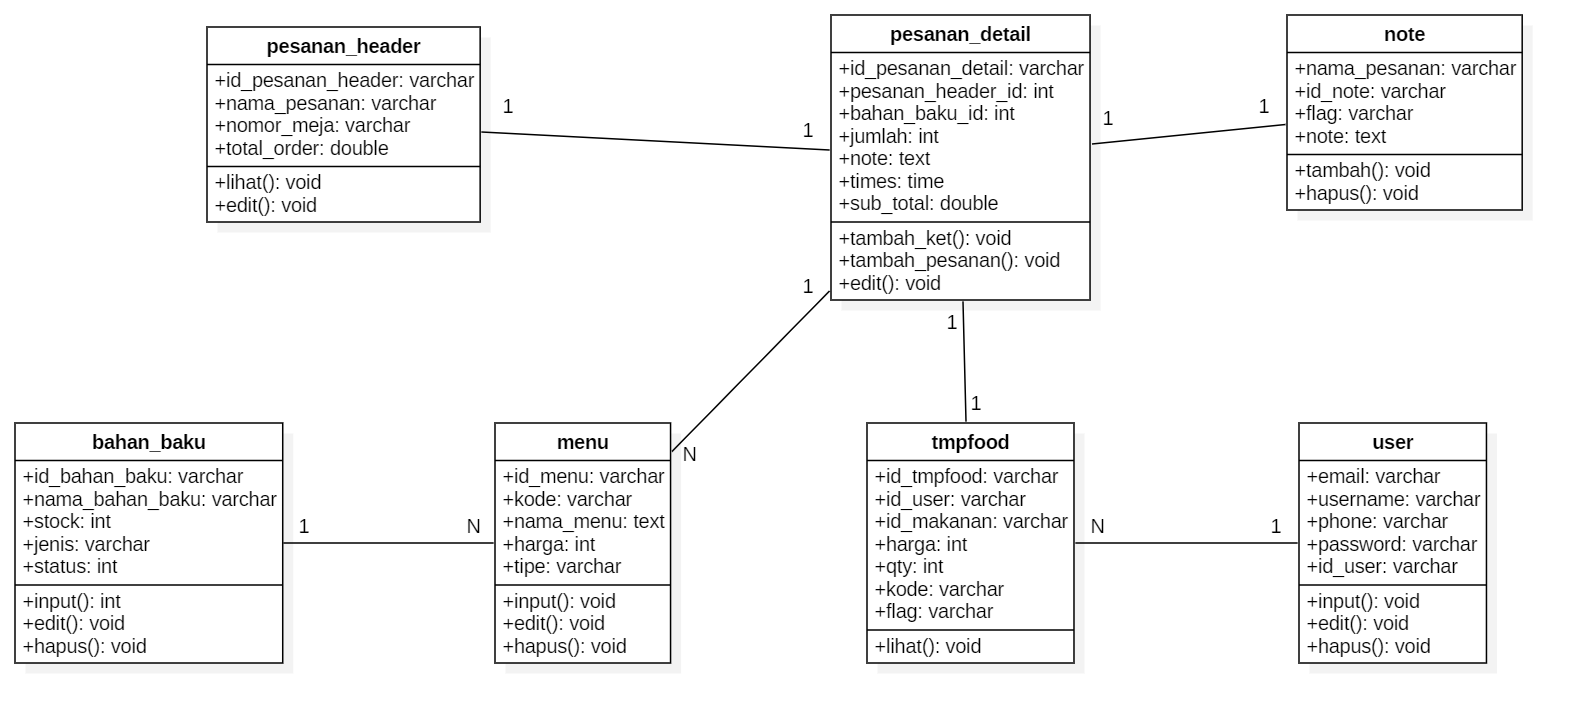 pesanan_header
+id_pesanan_header: varchar
+nama_pesanan: varchar
+nomor_meja: varchar
+total_order: double
+lihat(): void
+edit(): void
1
1
pesanan_detail
+id_pesanan_detail: varchar
+pesanan_header_id: int
+bahan_baku_id: int
+jumlah: int
+note: text
+times: time
+sub_total: double
+tambah_ket(): void
+tambah_pesanan(): void
+edit(): void
1
1
note
+nama_pesanan: varchar
+id_note: varchar
+flag: varchar
+note: text
+tambah(): void
+hapus(): void
1
N
1
1
bahan_baku
+id_bahan_baku: varchar
+nama_bahan_baku: varchar
+stock: int
+jenis: varchar
+status: int
+input(): int
+edit(): void
+hapus(): void
1
N
menu
+id_menu: varchar
+kode: varchar
+nama_menu: text
+harga: int
+tipe: varchar
+input(): void
+edit(): void
+hapus(): void
tmpfood
+id_tmpfood: varchar
+id_user: varchar
+id_makanan: varchar
+harga: int
+qty: int
+kode: varchar
+flag: varchar
+lihat(): void
N
1
user
+email: varchar
+username: varchar
+phone: varchar
+password: varchar
+id_user: varchar
+input(): void
+edit(): void
+hapus(): void